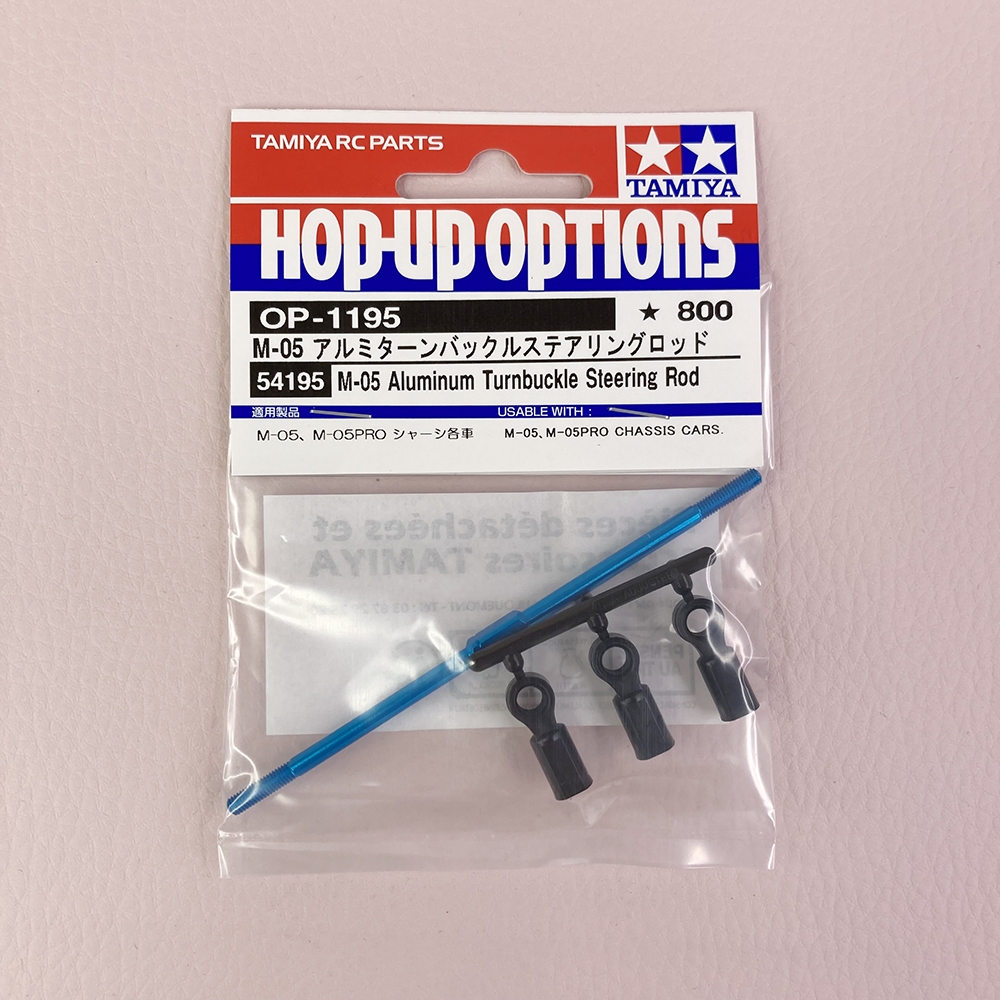 TAMIYA RC PARTS
TAMIYA
HOP-UP OPTIONS
OP-1195 ★ 800
M-05 アルミターンバックルステアリングロッド
54195 M-05 Aluminum Turnbuckle Steering Rod
適用製品 USABLE WITH :
M-05、M-05PRO シャーシ各車 M-05, M-05PRO CHASSIS CARS.
détachées et
TAMIYA